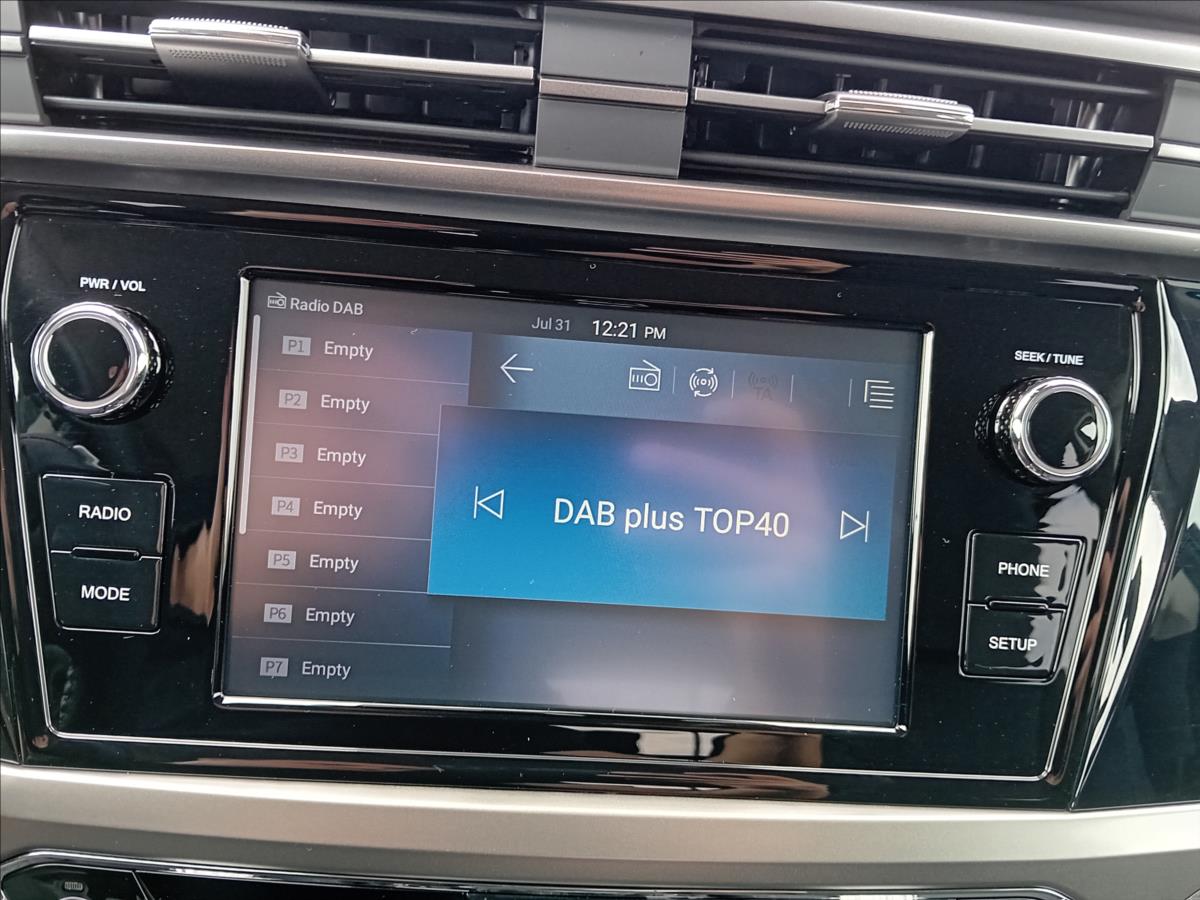 PWR / VOL
RADIO
MODE
Radio DAB
Jul 31 12:21 PM
P1 Empty
P2 Empty
P3 Empty
P4 Empty
P5 Empty
P6 Empty
P7 Empty
TA
DAB plus TOP40
SEEK / TUNE
PHONE
SETUP